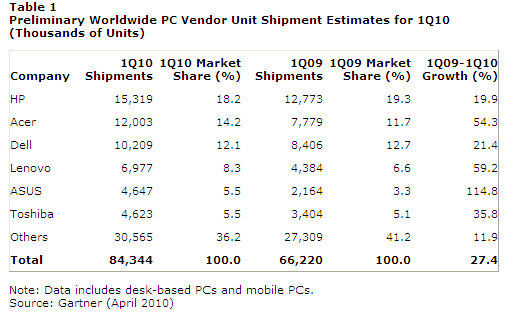 Table 1
Preliminary Worldwide PC Vendor Unit Shipment Estimates for 1Q10
(Thousands of Units)
1Q10 1Q10 Market 1Q09 1Q09 Market 1Q09-1Q10
Company Shipments Share (%) Shipments Share (%) Growth (%)
HP 15,319 18.2 12,773 19.3 19.9
Acer 12,003 14.2 7,779 11.7 54.3
Dell 10,209 12.1 8,406 12.7 21.4
Lenovo 6,977 8.3 4,384 6.6 59.2
ASUS 4,647 5.5 2,164 3.3 114.8
Toshiba 4,623 5.5 3,404 5.1 35.8
Others 30,565 36.2 27,309 41.2 11.9
Total 84,344 100.0 66,220 100.0 27.4
Note: Data includes desk-based PCs and mobile PCs.
Source: Gartner (April 2010)